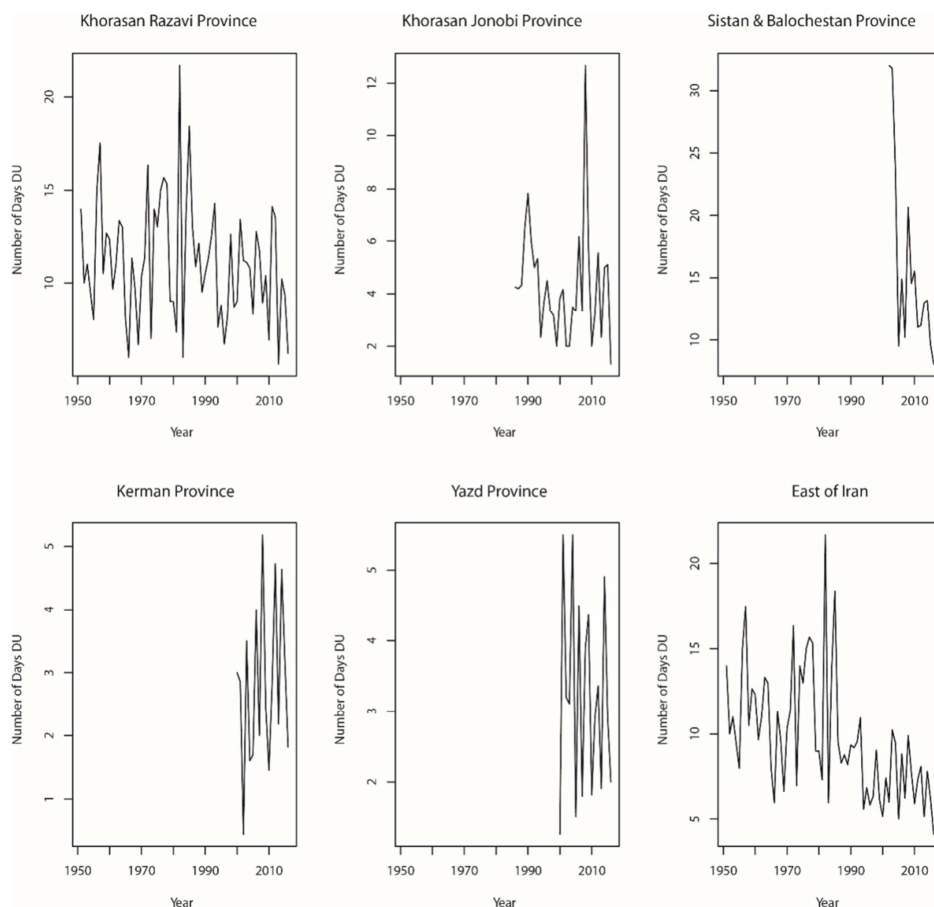 Khorasan Razavi Province
Number of Days DU
20
15
10
1950 1970 1990 2010
Year
Khorasan Jonobi Province
Number of Days DU
12
10
8
6
4
2
1950 1970 1990 2010
Year
Sistan & Balochestan Province
Number of Days DU
30
25
20
15
10
1950 1970 1990 2010
Year
Kerman Province
Number of Days DU
5
4
3
2
1
1950 1970 1990 2010
Year
Yazd Province
Number of Days DU
5
4
3
2
1950 1970 1990 2010
Year
East of Iran
Number of Days DU
20
15
10
5
1950 1970 1990 2010
Year